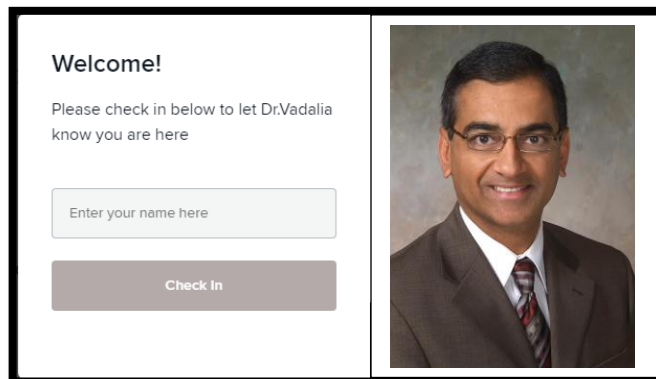 Welcome!
Please check in below to let Dr.Vadalia
know you are here
Enter your name here
Check In